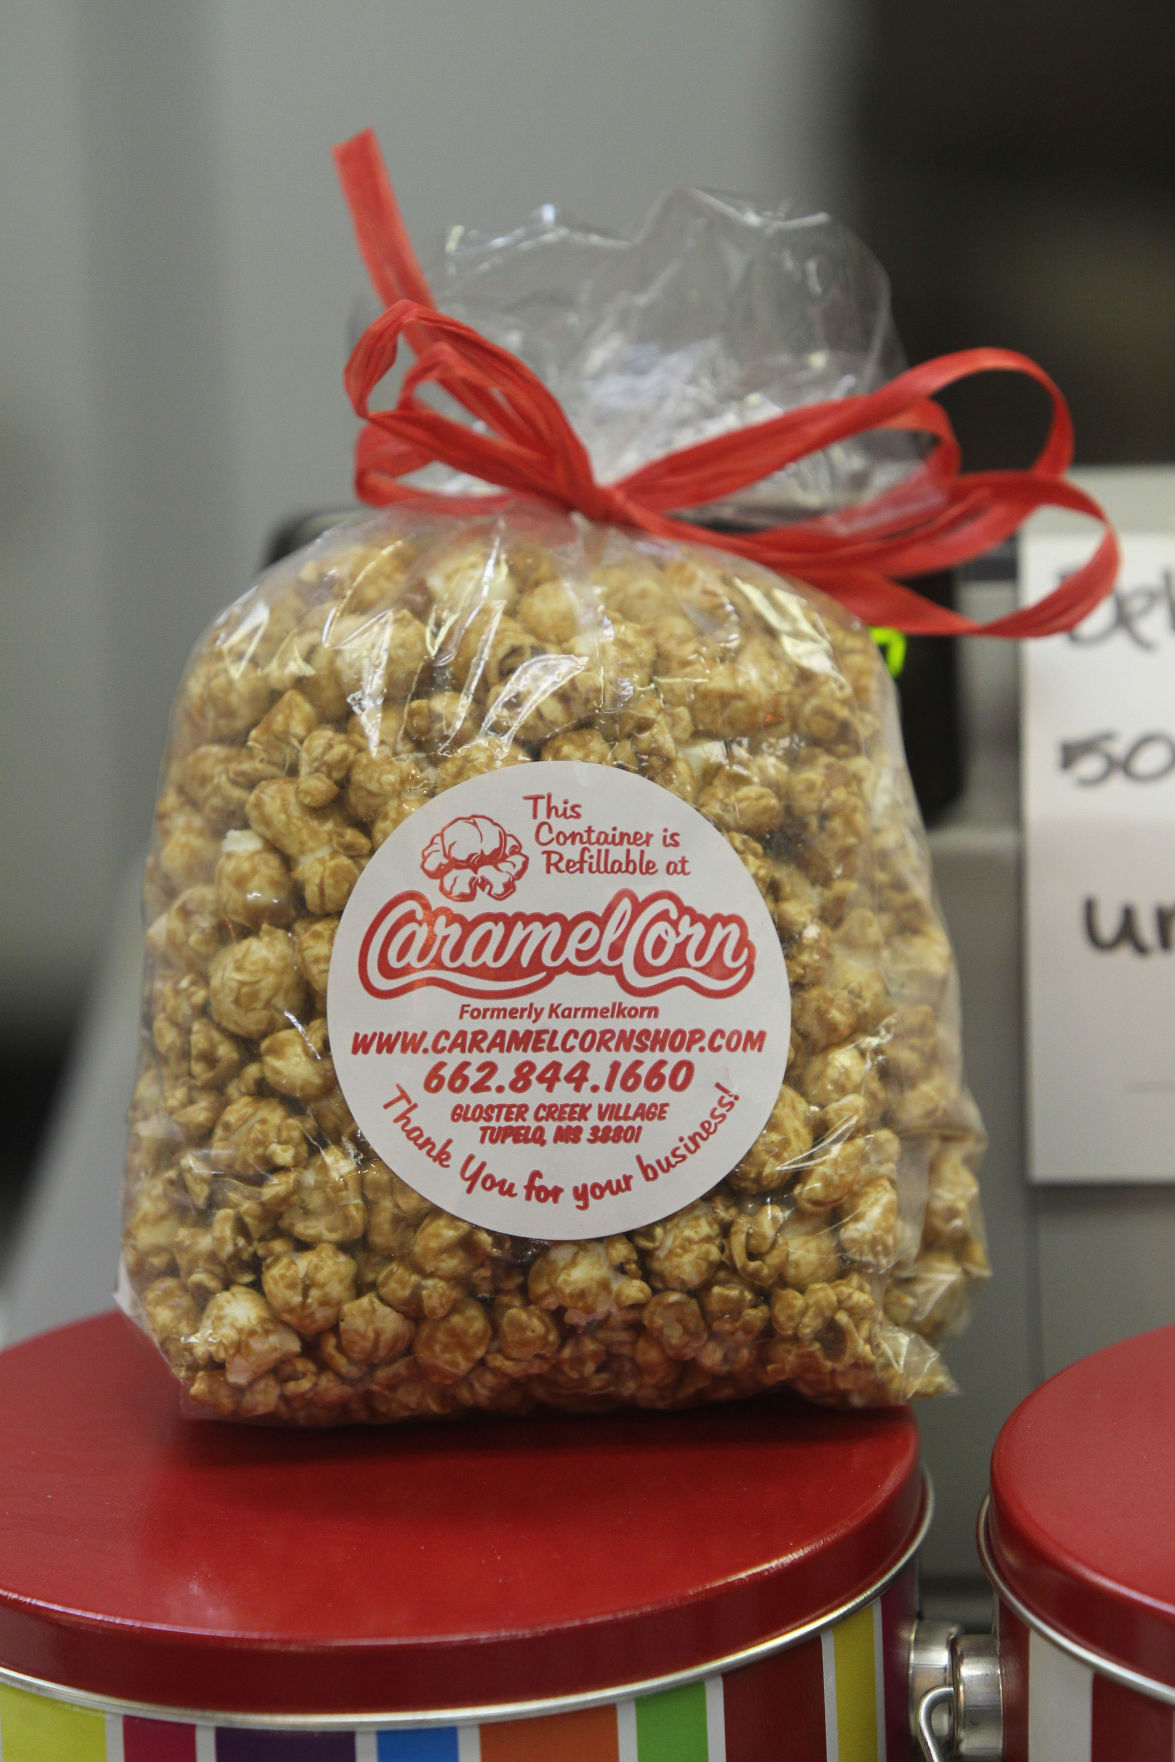 This
Container is
Refillable at
CaramelCorn
Formerly Karmelkorn
WWW.CARAMELCORNSHOP.COM
662.844.1660
GLOSTER CREEK VILLAGE
TUPELO, MS 38801
Thank You for your business!
50